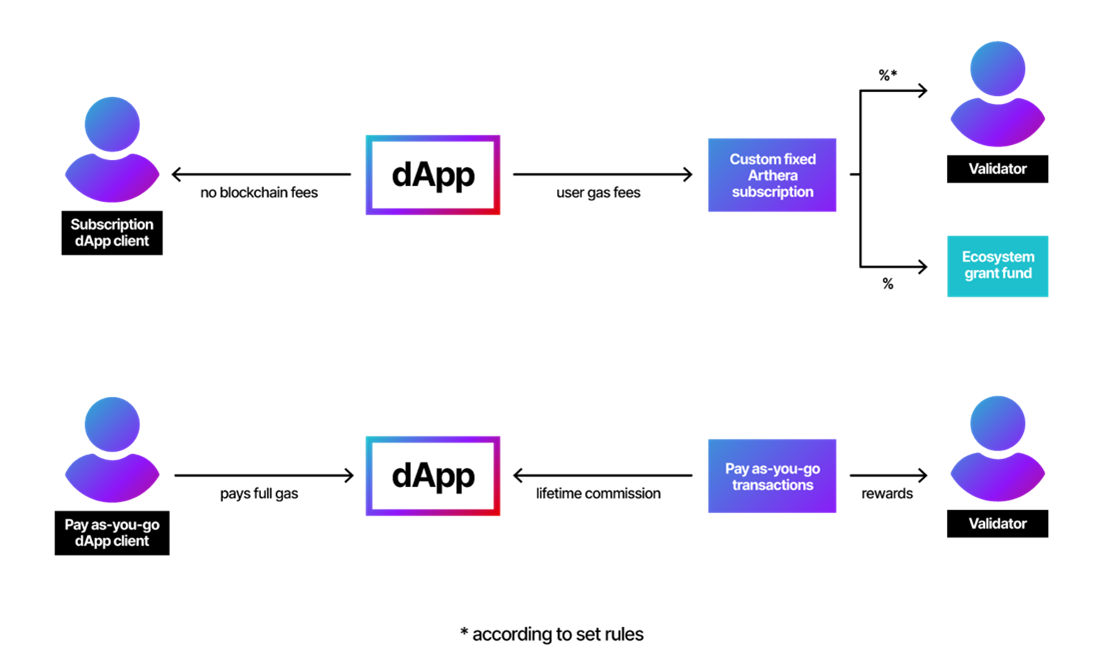 %*
Validator
Subscription
dApp client
no blockchain fees
dApp
user gas fees
Custom fixed
Arthera
subscription
%
Ecosystem
grant fund
Pay as-you-go
dApp client
pays full gas
dApp
lifetime commission
Pay as-you-go
transactions
rewards
Validator
* according to set rules